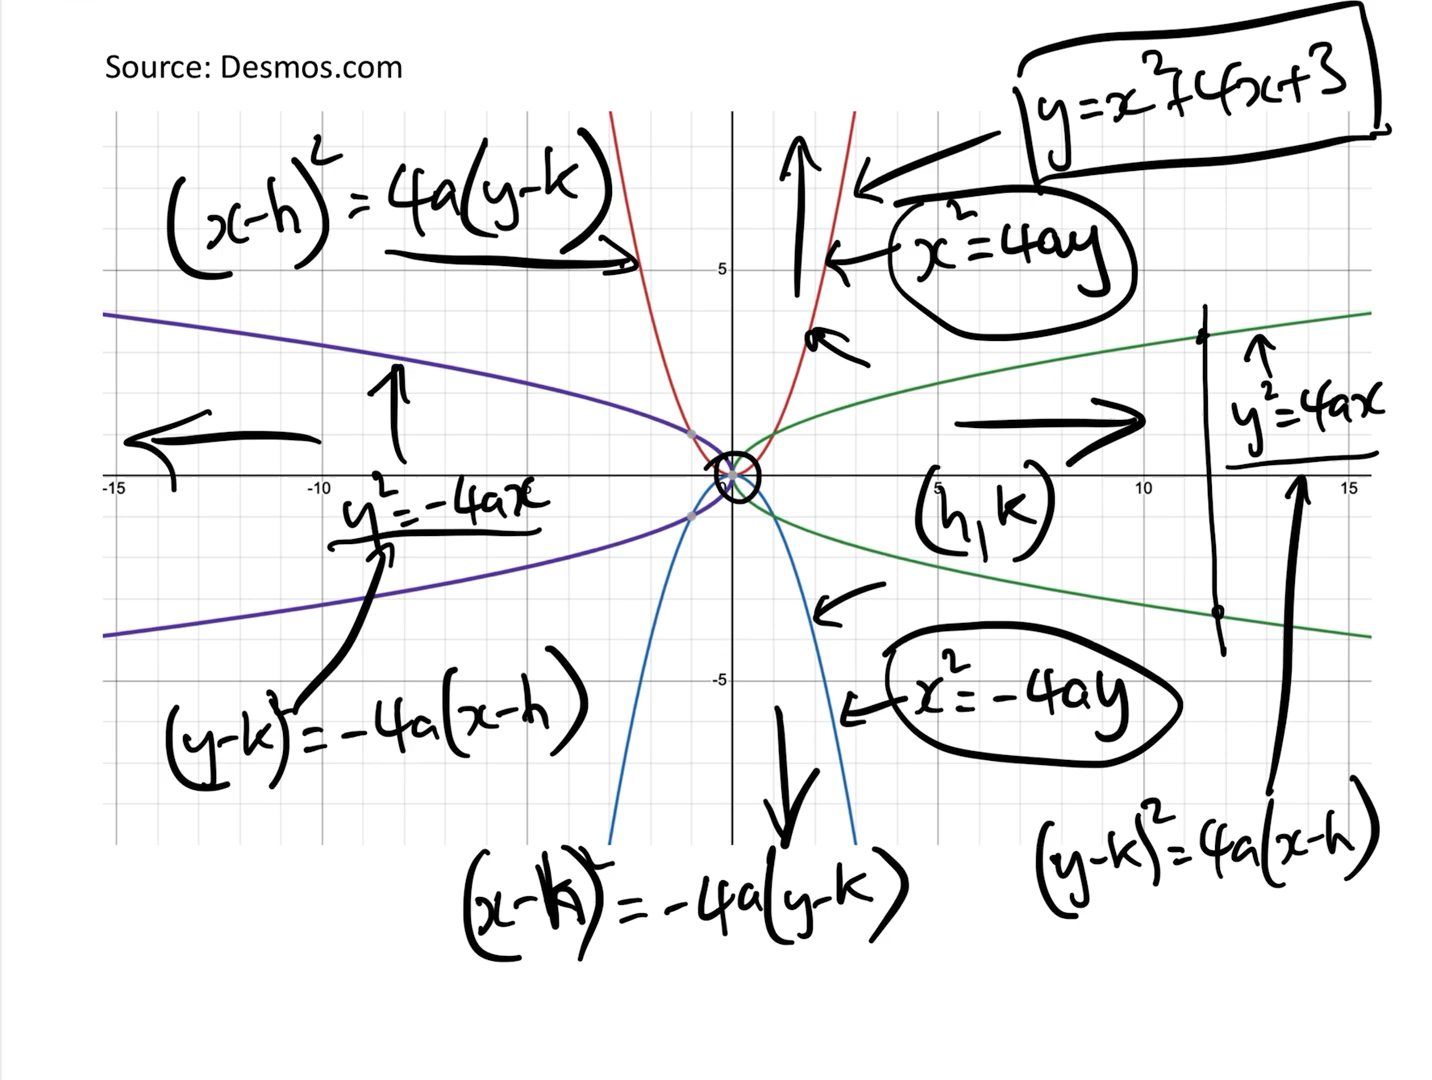 Source: Desmos.com
y=x²+4x+3
(x-h)²=4a(y-k)
x²=4ay
5
y²=4ax
-15 -10 5 10 15
y²=-4ax
(h,k)
-5
x²=-4ay
(y-k)²=-4a(x-h)
(y-k)²=4a(x-h)
(x-h)²=-4a(y-k)